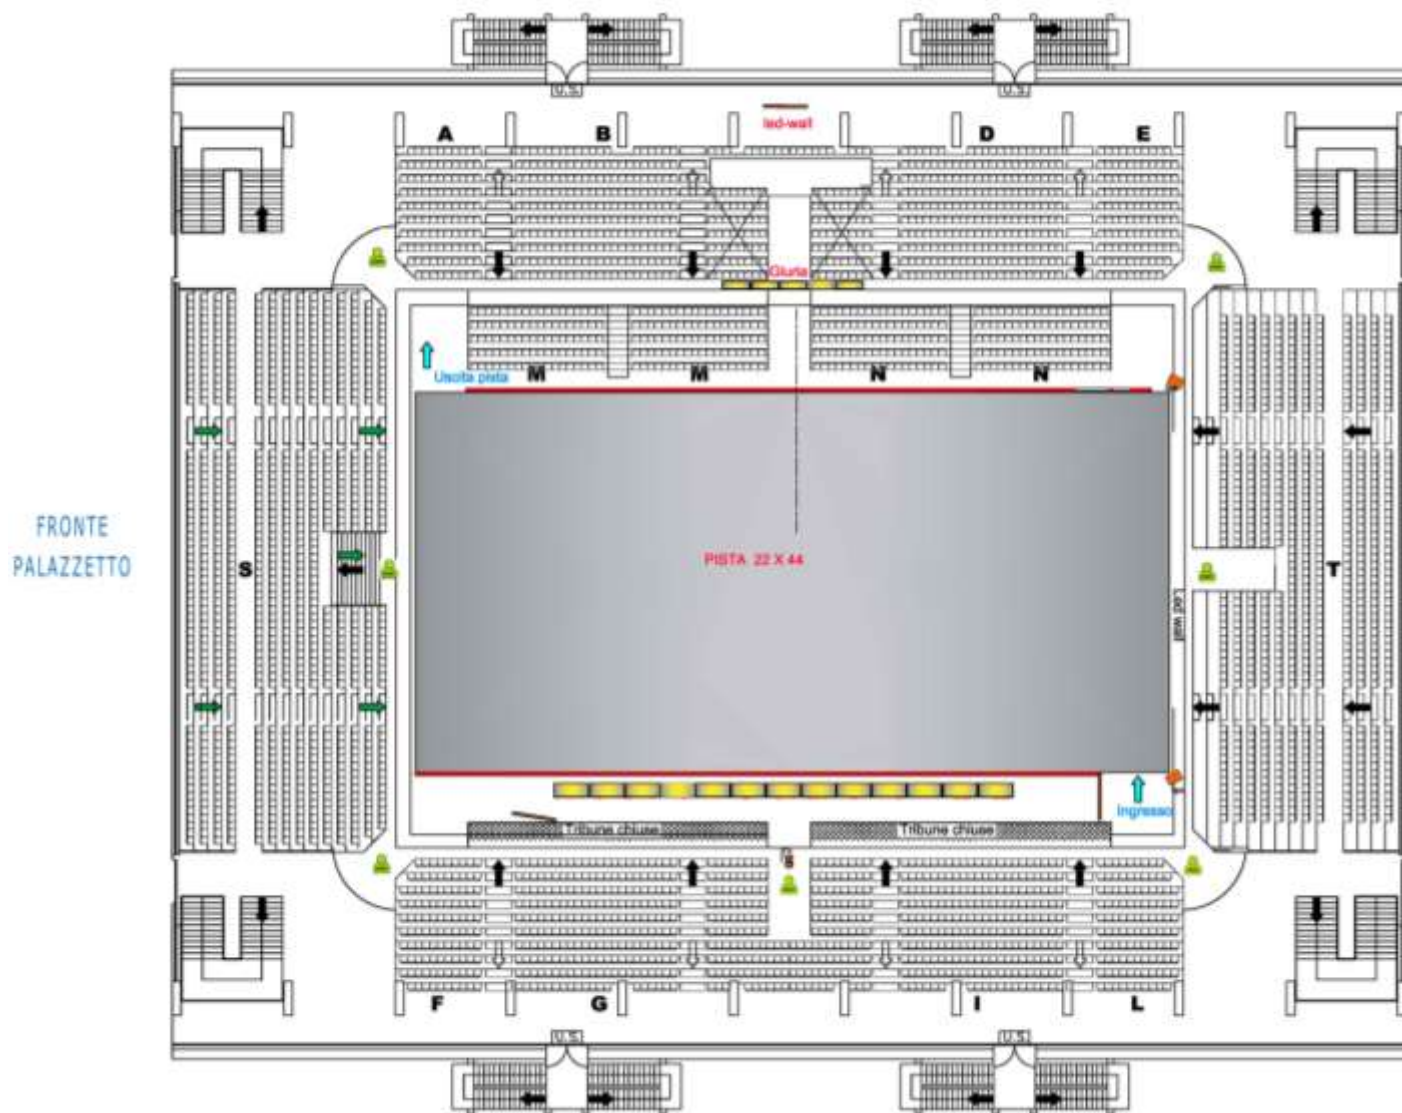 U.S.
U.S.
led-wall
A
B
D
E
Giuria
Uscita pista
M
M
N
N
FRONTE
PALAZZETTO
PISTA 22 X 44
S
T
Led wall
Ingresso
Tribune chiuse
Tribune chiuse
F
G
I
L
U.S.
U.S.